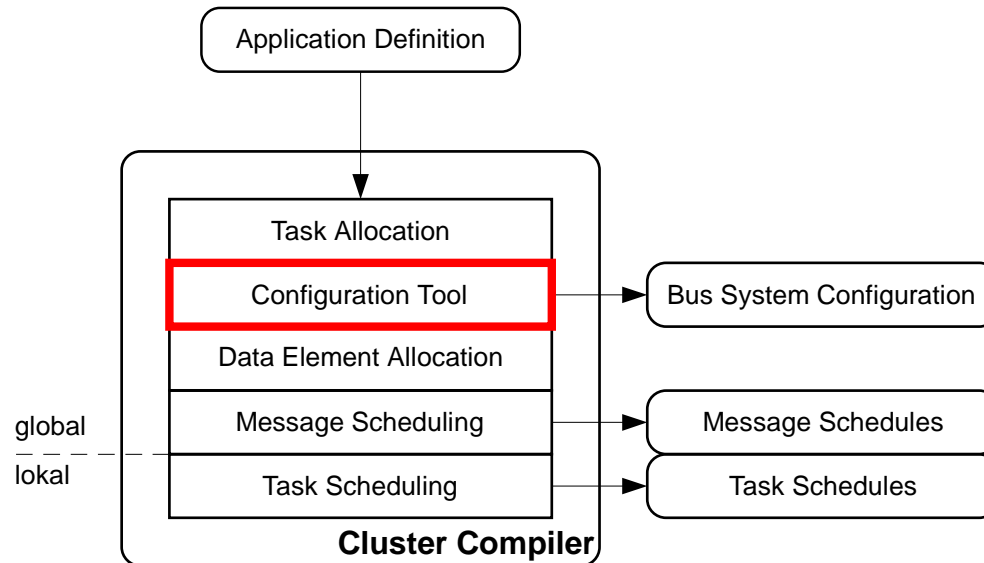 Application Definition
Task Allocation
Configuration Tool
Bus System Configuration
Data Element Allocation
global
Message Scheduling
Message Schedules
lokal
Task Scheduling
Task Schedules
Cluster Compiler